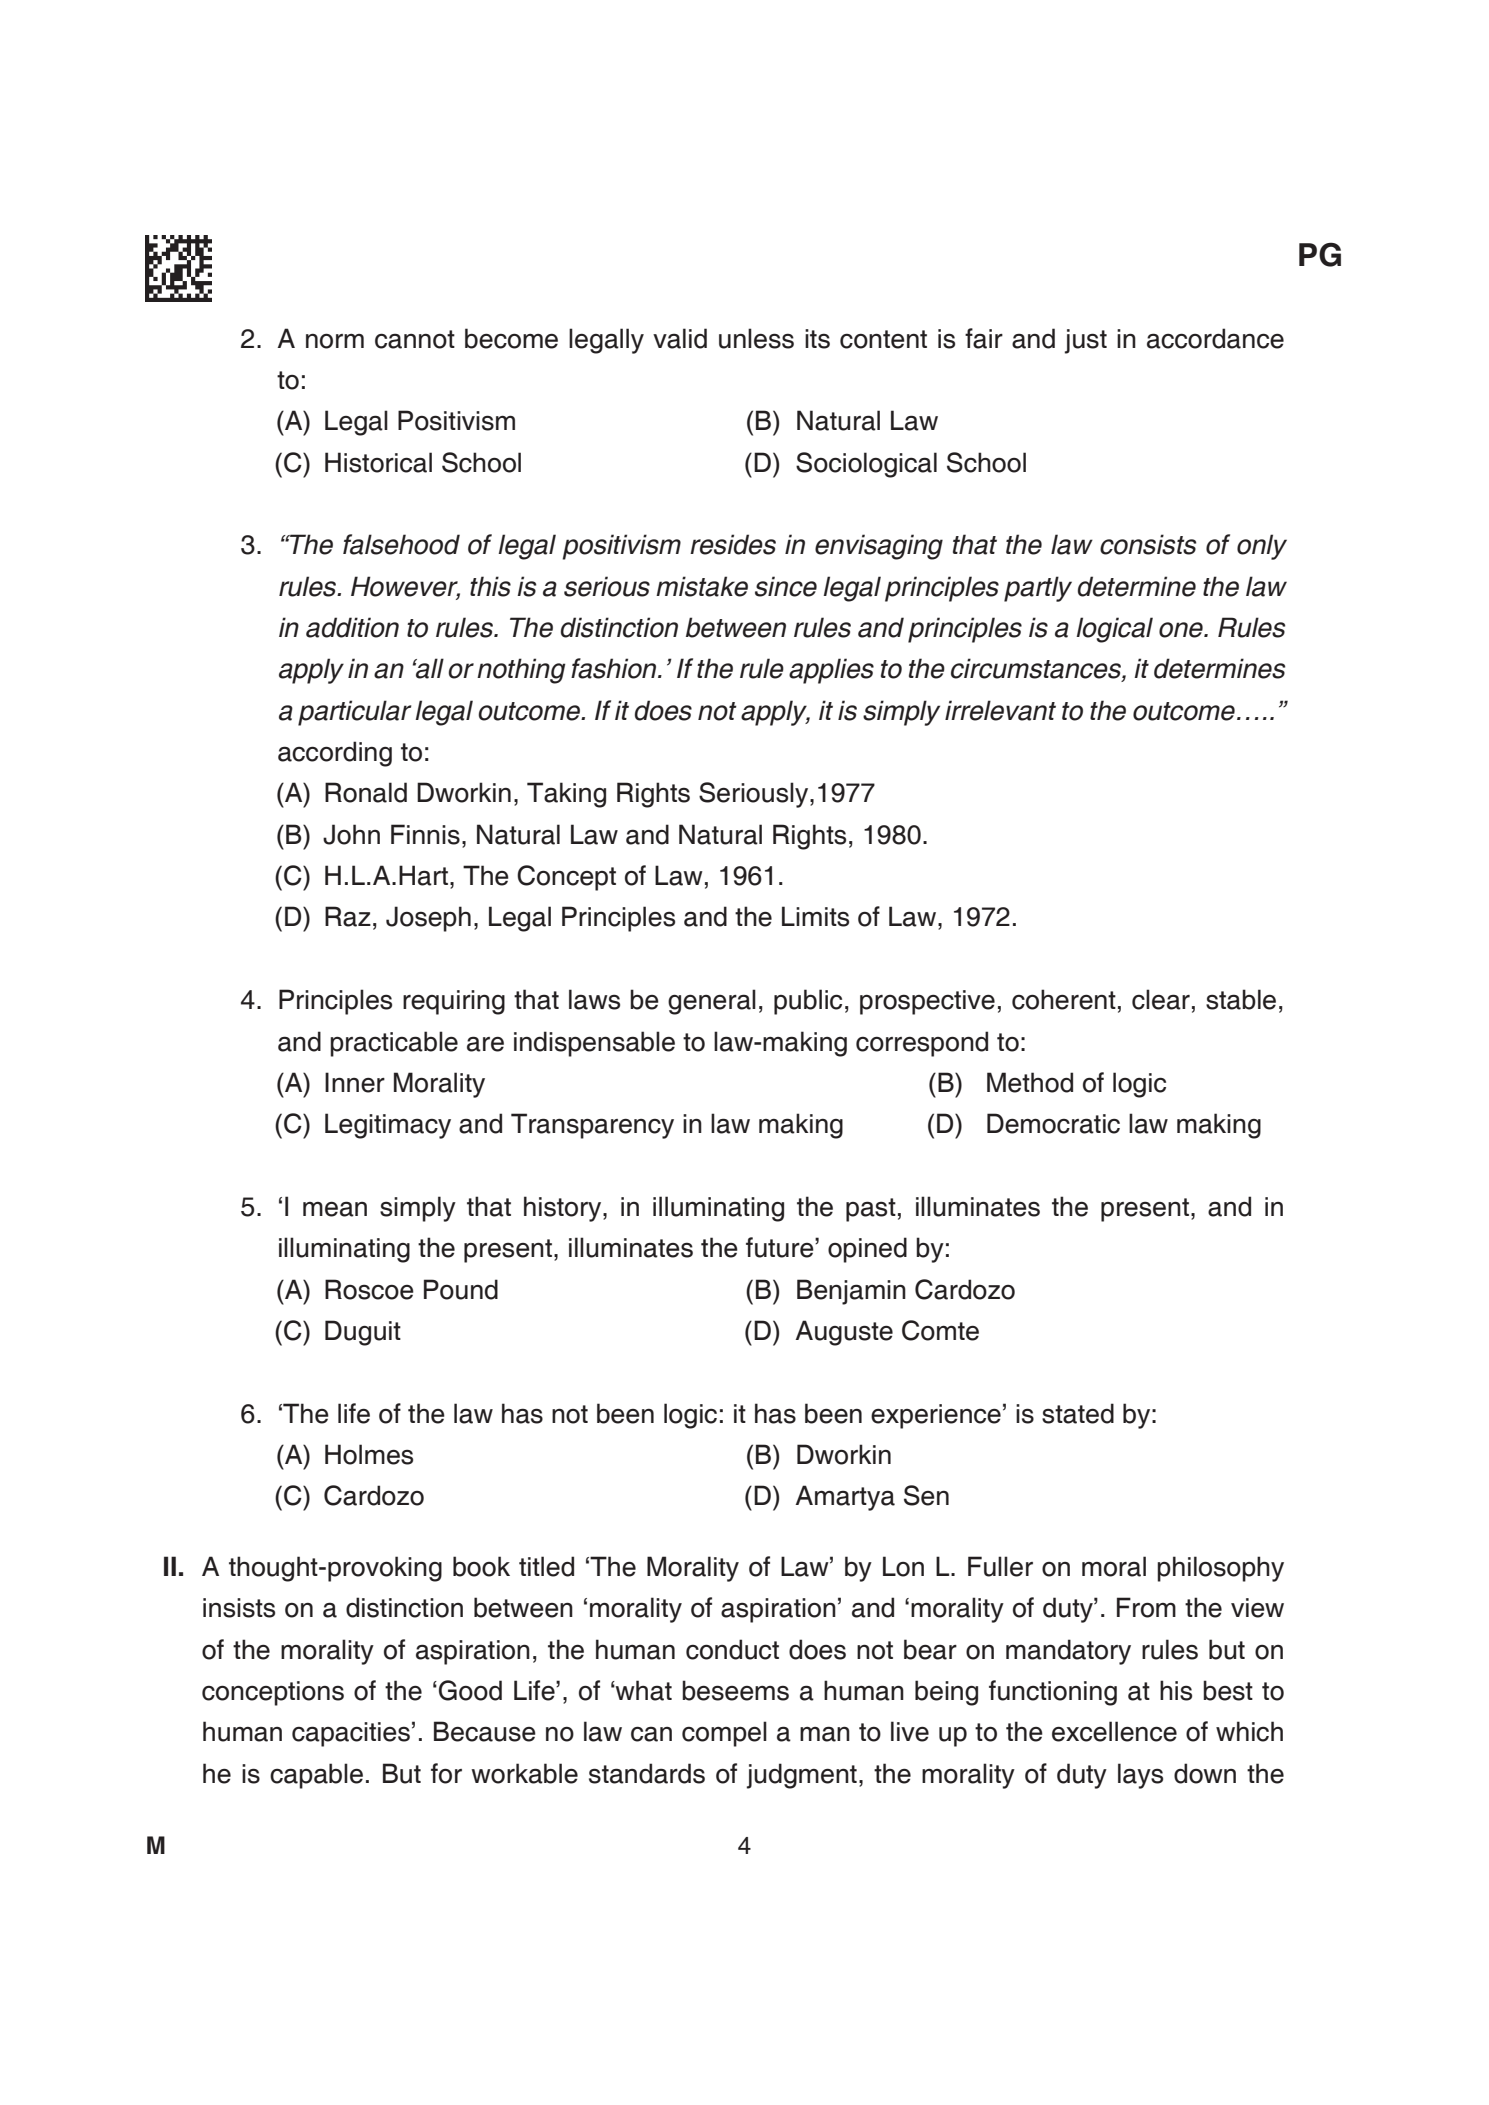 PG
2. A norm cannot become legally valid unless its content is fair and just in accordance
to:
(A) Legal Positivism (B) Natural Law
(C) Historical School (D) Sociological School
3. “The falsehood of legal positivism resides in envisaging that the law consists of only
rules. However, this is a serious mistake since legal principles partly determine the law
in addition to rules. The distinction between rules and principles is a logical one. Rules
apply in an ‘all or nothing fashion.’ If the rule applies to the circumstances, it determines
a particular legal outcome. If it does not apply, it is simply irrelevant to the outcome…..”
according to:
(A) Ronald Dworkin, Taking Rights Seriously,1977
(B) John Finnis, Natural Law and Natural Rights, 1980.
(C) H.L.A.Hart, The Concept of Law, 1961.
(D) Raz, Joseph, Legal Principles and the Limits of Law, 1972.
4. Principles requiring that laws be general, public, prospective, coherent, clear, stable,
and practicable are indispensable to law-making correspond to:
(A) Inner Morality (B) Method of logic
(C) Legitimacy and Transparency in law making (D) Democratic law making
5. ‘I mean simply that history, in illuminating the past, illuminates the present, and in
illuminating the present, illuminates the future’ opined by:
(A) Roscoe Pound (B) Benjamin Cardozo
(C) Duguit (D) Auguste Comte
6. ‘The life of the law has not been logic: it has been experience’ is stated by:
(A) Holmes (B) Dworkin
(C) Cardozo (D) Amartya Sen
II. A thought-provoking book titled ‘The Morality of Law’ by Lon L. Fuller on moral philosophy
insists on a distinction between ‘morality of aspiration’ and ‘morality of duty’. From the view
of the morality of aspiration, the human conduct does not bear on mandatory rules but on
conceptions of the ‘Good Life’, of ‘what beseems a human being functioning at his best to
human capacities’. Because no law can compel a man to live up to the excellence of which
he is capable. But for workable standards of judgment, the morality of duty lays down the
M 4